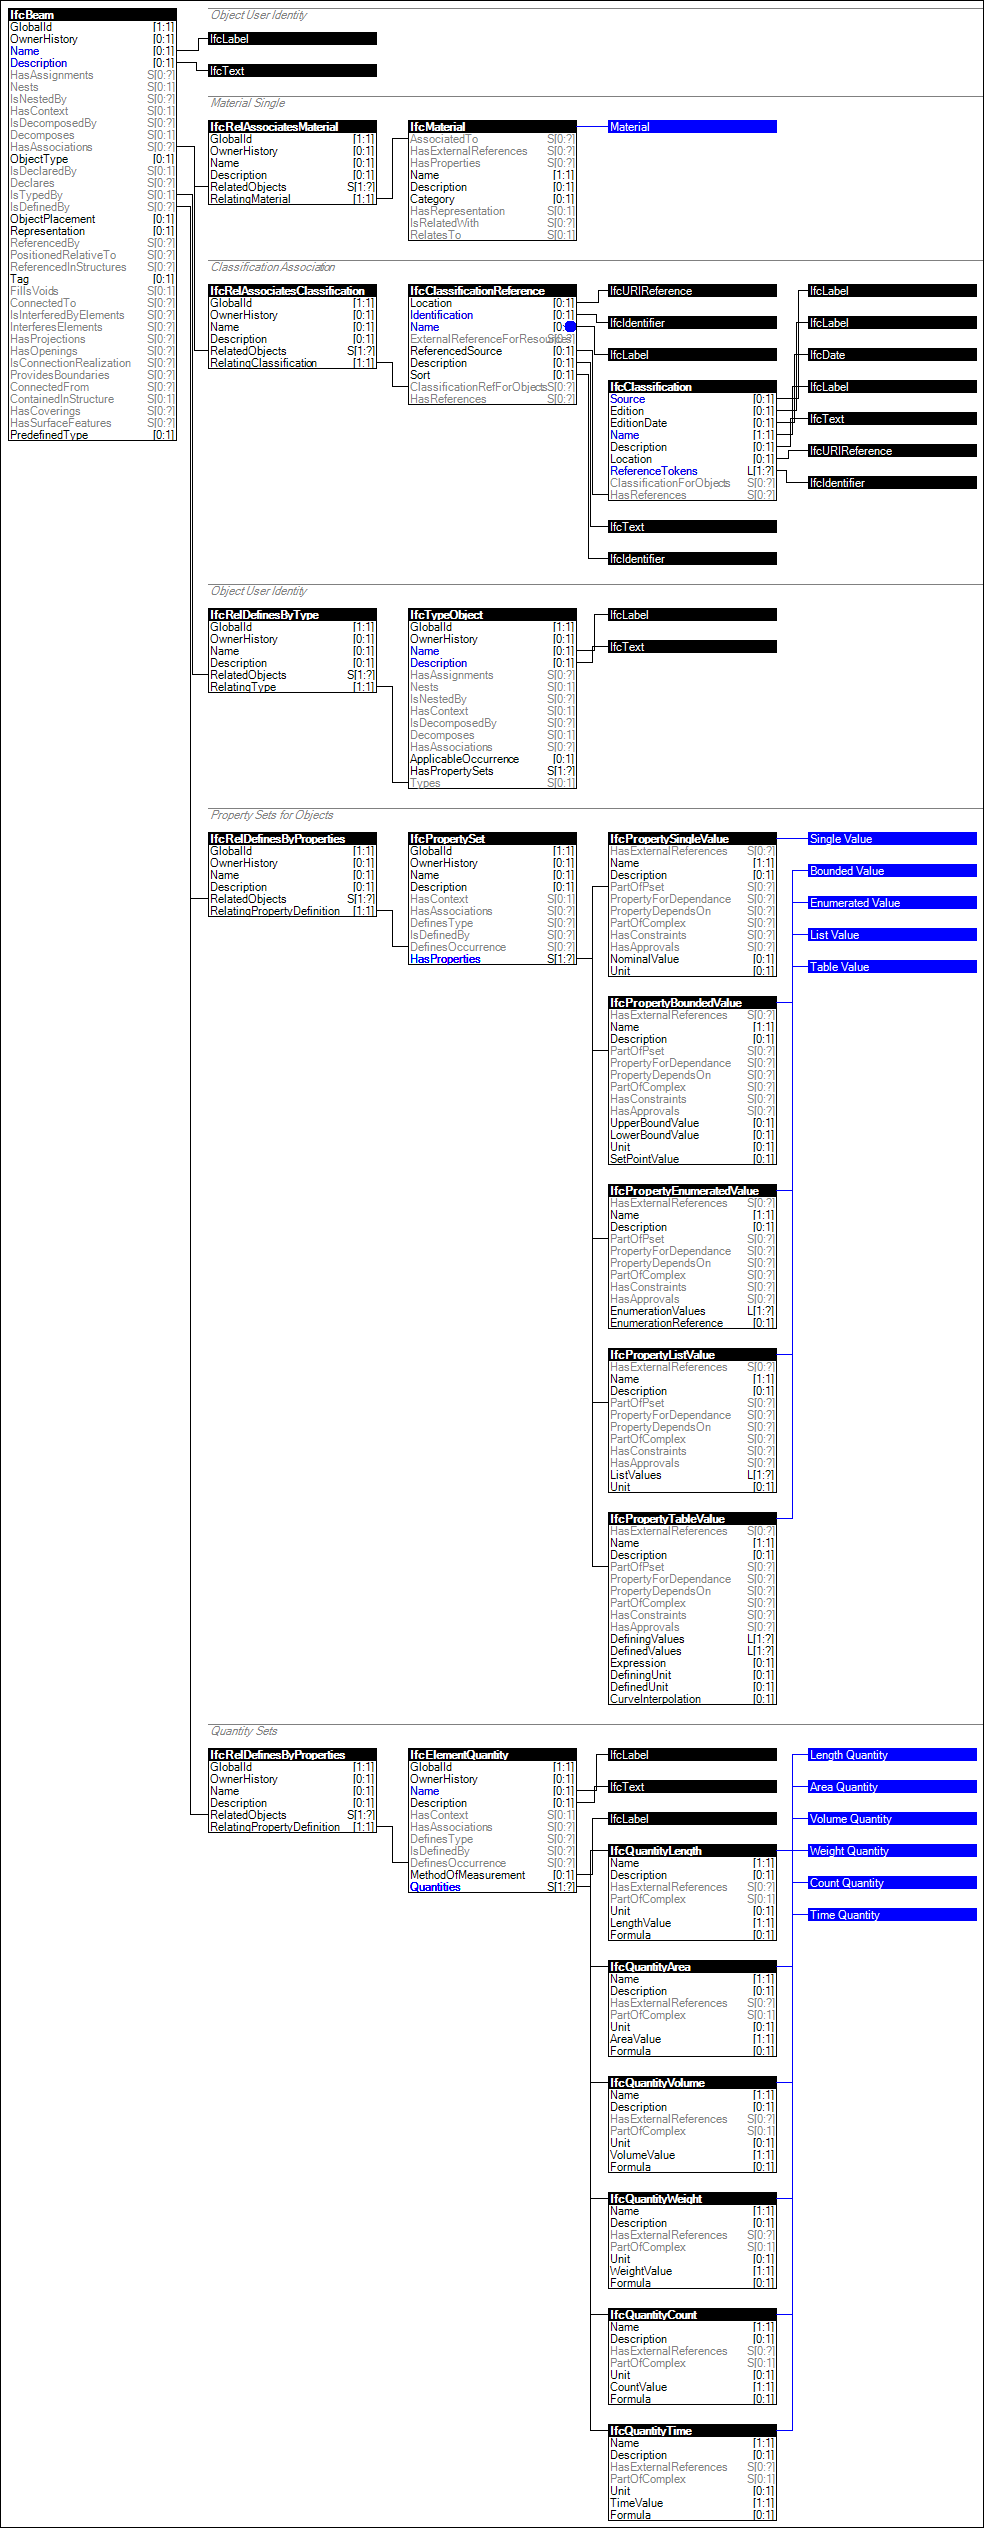 IfcBeam
GlobalId [1:1]
OwnerHistory [0:1]
Name [0:1]
Description [0:1]
HasAssignments S[0:?]
Nests S[0:1]
IsNestedBy S[0:?]
HasContext S[0:1]
IsDecomposedBy S[0:?]
Decomposes S[0:1]
HasAssociations S[0:?]
ObjectType [0:1]
IsDeclaredBy S[0:1]
Declares S[0:?]
IsTypedBy S[0:1]
IsDefinedBy S[0:?]
ObjectPlacement [0:1]
Representation [0:1]
ReferencedBy S[0:?]
PositionedRelativeTo S[0:?]
ReferencedInStructures S[0:?]
Tag [0:1]
FillsVoids S[0:1]
ConnectedTo S[0:?]
IsInterferedByElements S[0:?]
InterferesElements S[0:?]
HasProjections S[0:?]
HasOpenings S[0:?]
IsConnectionRealization S[0:?]
ProvidesBoundaries S[0:?]
ConnectedFrom S[0:?]
ContainedInStructure S[0:1]
HasCoverings S[0:?]
HasSurfaceFeatures S[0:?]
PredefinedType [0:1]
Object User Identity
IfcLabel
IfcText
Material Single
IfcRelAssociatesMaterial
GlobalId [1:1]
OwnerHistory [0:1]
Name [0:1]
Description [0:1]
RelatedObjects S[1:?]
RelatingMaterial [1:1]
IfcMaterial
AssociatedTo S[0:?]
HasExternalReferences S[0:?]
HasProperties S[0:?]
Name [1:1]
Description [0:1]
Category [0:1]
HasRepresentation S[0:1]
IsRelatedWith S[0:?]
RelatesTo S[0:1]
Material
Classification Association
IfcRelAssociatesClassification
GlobalId [1:1]
OwnerHistory [0:1]
Name [0:1]
Description [0:1]
RelatedObjects S[1:?]
RelatingClassification [1:1]
IfcClassificationReference
Location [0:1]
Identification [0:1]
Name
ExternalReferenceForResources S[0:?]
ReferencedSource [0:1]
Description [0:1]
Sort [0:1]
ClassificationRefForObjects S[0:?]
HasReferences S[0:?]
IfcURIReference
IfcIdentifier
IfcLabel
IfcClassification
Source [0:1]
Edition [0:1]
EditionDate [0:1]
Name [1:1]
Description [0:1]
Location [0:1]
ReferenceTokens L[1:?]
ClassificationForObjects S[0:?]
HasReferences S[0:?]
IfcText
IfcIdentifier
IfcLabel
IfcLabel
IfcDate
IfcLabel
IfcText
IfcURIReference
IfcIdentifier
Object User Identity
IfcRelDefinesByType
GlobalId [1:1]
OwnerHistory [0:1]
Name [0:1]
Description [0:1]
RelatedObjects S[1:?]
RelatingType [1:1]
IfcTypeObject
GlobalId [1:1]
OwnerHistory [0:1]
Name [0:1]
Description [0:1]
HasAssignments S[0:?]
Nests S[0:1]
IsNestedBy S[0:?]
HasContext S[0:1]
IsDecomposedBy S[0:?]
Decomposes S[0:1]
HasAssociations S[0:?]
ApplicableOccurrence [0:1]
HasPropertySets S[1:?]
Types S[0:1]
IfcLabel
IfcText
Property Sets for Objects
IfcRelDefinesByProperties
GlobalId [1:1]
OwnerHistory [0:1]
Name [0:1]
Description [0:1]
RelatedObjects S[1:?]
RelatingPropertyDefinition [1:1]
IfcPropertySet
GlobalId [1:1]
OwnerHistory [0:1]
Name [0:1]
Description [0:1]
HasContext S[0:1]
HasAssociations S[0:?]
DefinesType S[0:?]
IsDefinedBy S[0:?]
DefinesOccurrence S[0:?]
HasProperties S[1:?]
IfcPropertySingleValue
HasExternalReferences S[0:?]
Name [1:1]
Description [0:1]
PartOfPset S[0:?]
PropertyForDependance S[0:?]
PropertyDependsOn S[0:?]
PartOfComplex S[0:?]
HasConstraints S[0:?]
HasApprovals S[0:?]
NominalValue [0:1]
Unit [0:1]
IfcPropertyBoundedValue
HasExternalReferences S[0:?]
Name [1:1]
Description [0:1]
PartOfPset S[0:?]
PropertyForDependance S[0:?]
PropertyDependsOn S[0:?]
PartOfComplex S[0:?]
HasConstraints S[0:?]
HasApprovals S[0:?]
UpperBoundValue [0:1]
LowerBoundValue [0:1]
Unit [0:1]
SetPointValue [0:1]
IfcPropertyEnumeratedValue
HasExternalReferences S[0:?]
Name [1:1]
Description [0:1]
PartOfPset S[0:?]
PropertyForDependance S[0:?]
PropertyDependsOn S[0:?]
PartOfComplex S[0:?]
HasConstraints S[0:?]
HasApprovals S[0:?]
EnumerationValues L[1:?]
EnumerationReference [0:1]
IfcPropertyListValue
HasExternalReferences S[0:?]
Name [1:1]
Description [0:1]
PartOfPset S[0:?]
PropertyForDependance S[0:?]
PropertyDependsOn S[0:?]
PartOfComplex S[0:?]
HasConstraints S[0:?]
HasApprovals S[0:?]
ListValues L[1:?]
Unit [0:1]
IfcPropertyTableValue
HasExternalReferences S[0:?]
Name [1:1]
Description [0:1]
PartOfPset S[0:?]
PropertyForDependance S[0:?]
PropertyDependsOn S[0:?]
PartOfComplex S[0:?]
HasConstraints S[0:?]
HasApprovals S[0:?]
DefiningValues L[1:?]
DefinedValues L[1:?]
Expression [0:1]
DefiningUnit [0:1]
DefinedUnit [0:1]
CurveInterpolation [0:1]
Single Value
Bounded Value
Enumerated Value
List Value
Table Value
Quantity Sets
IfcRelDefinesByProperties
GlobalId [1:1]
OwnerHistory [0:1]
Name [0:1]
Description [0:1]
RelatedObjects S[1:?]
RelatingPropertyDefinition [1:1]
IfcElementQuantity
GlobalId [1:1]
OwnerHistory [0:1]
Name [0:1]
Description [0:1]
HasContext S[0:1]
HasAssociations S[0:?]
DefinesType S[0:?]
IsDefinedBy S[0:?]
DefinesOccurrence S[0:?]
MethodOfMeasurement [0:1]
Quantities S[1:?]
IfcLabel
IfcText
IfcLabel
IfcQuantityLength
Name [1:1]
Description [0:1]
HasExternalReferences S[0:?]
PartOfComplex S[0:1]
Unit [0:1]
LengthValue [1:1]
Formula [0:1]
IfcQuantityArea
Name [1:1]
Description [0:1]
HasExternalReferences S[0:?]
PartOfComplex S[0:1]
Unit [0:1]
AreaValue [1:1]
Formula [0:1]
IfcQuantityVolume
Name [1:1]
Description [0:1]
HasExternalReferences S[0:?]
PartOfComplex S[0:1]
Unit [0:1]
VolumeValue [1:1]
Formula [0:1]
IfcQuantityWeight
Name [1:1]
Description [0:1]
HasExternalReferences S[0:?]
PartOfComplex S[0:1]
Unit [0:1]
WeightValue [1:1]
Formula [0:1]
IfcQuantityCount
Name [1:1]
Description [0:1]
HasExternalReferences S[0:?]
PartOfComplex S[0:1]
Unit [0:1]
CountValue [1:1]
Formula [0:1]
IfcQuantityTime
Name [1:1]
Description [0:1]
HasExternalReferences S[0:?]
PartOfComplex S[0:1]
Unit [0:1]
TimeValue [1:1]
Formula [0:1]
Length Quantity
Area Quantity
Volume Quantity
Weight Quantity
Count Quantity
Time Quantity